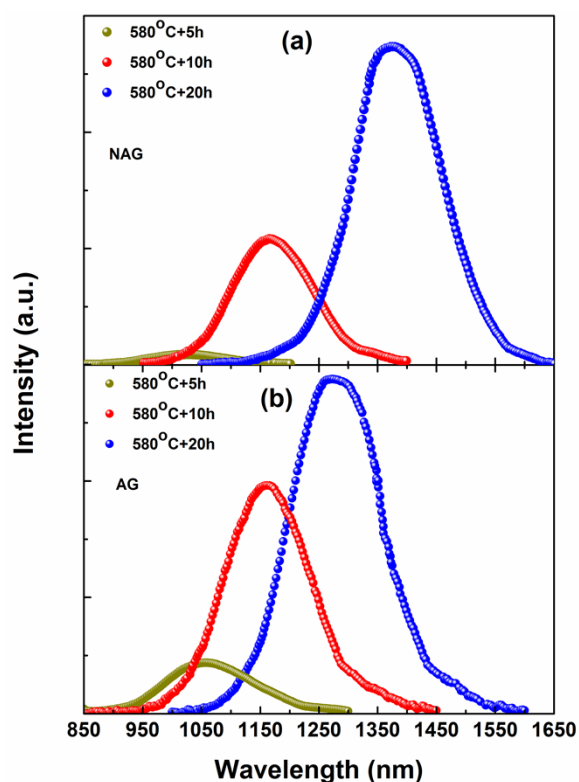 (a)
580°C+5h
580°C+10h
580°C+20h
NAG
(b)
580°C+5h
580°C+10h
580°C+20h
AG
Intensity (a.u.)
850 950 1050 1150 1250 1350 1450 1550 1650
Wavelength (nm)